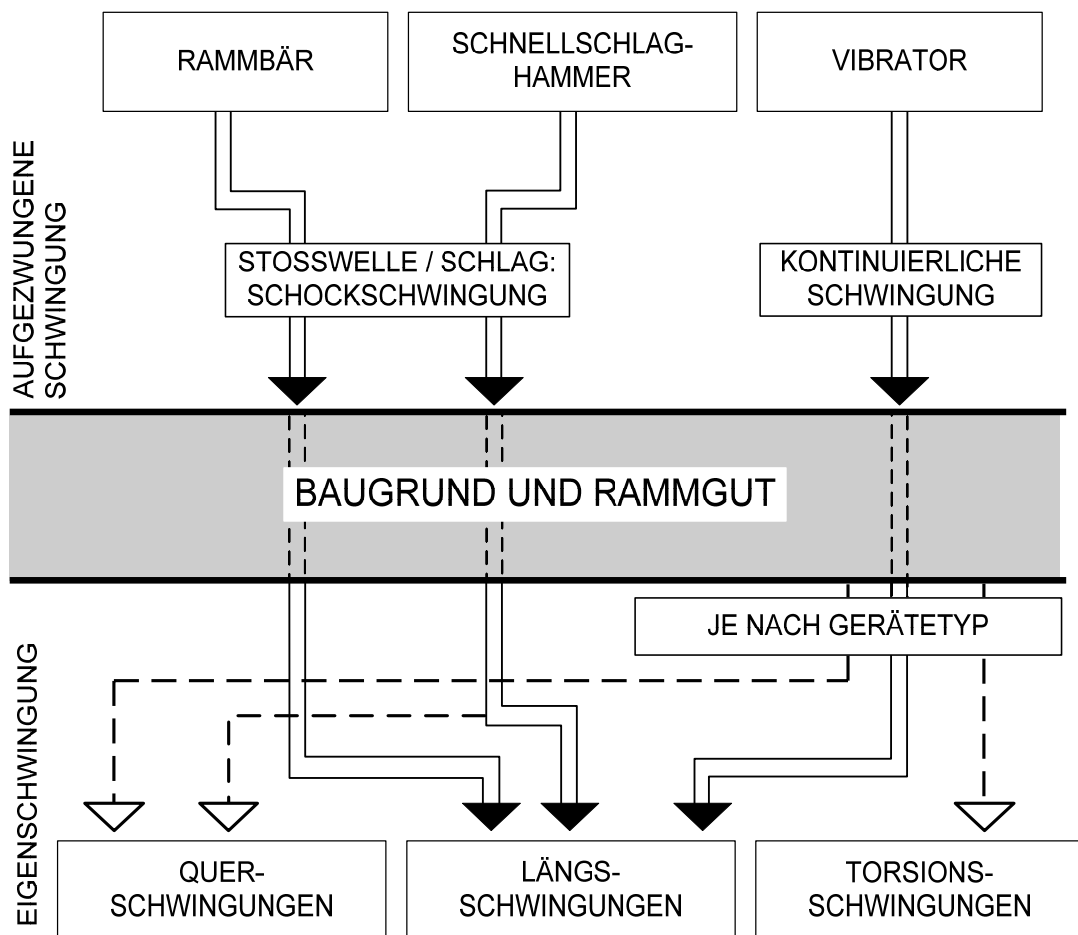 RAMMBÄR
SCHNELLSCHLAG-
HAMMER
VIBRATOR
AUFGEZWUNGENE
SCHWINGUNG
STOSSWELLE / SCHLAG:
SCHOCKSCHWINGUNG
KONTINUIERLICHE
SCHWINGUNG
BAUGRUND UND RAMMGUT
JE NACH GERÄTETYP
EIGENSCHWINGUNG
QUER-
SCHWINGUNGEN
LÄNGS-
SCHWINGUNGEN
TORSIONS-
SCHWINGUNGEN